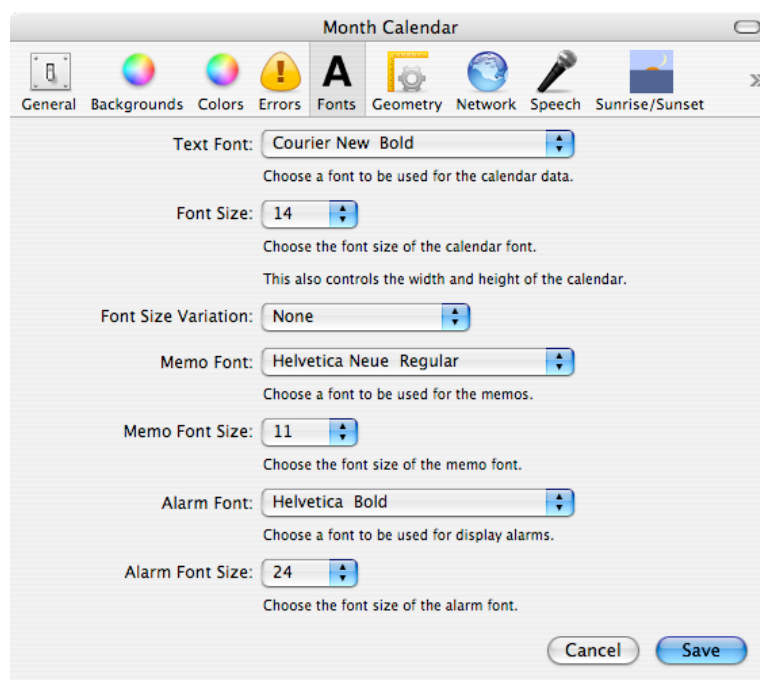 Month Calendar
General Backgrounds Colors Errors Fonts Geometry Network Speech Sunrise/Sunset »
Text Font: Courier New Bold
Choose a font to be used for the calendar data.
Font Size: 14
Choose the font size of the calendar font.
This also controls the width and height of the calendar.
Font Size Variation: None
Memo Font: Helvetica Neue Regular
Choose a font to be used for the memos.
Memo Font Size: 11
Choose the font size of the memo font.
Alarm Font: Helvetica Bold
Choose a font to be used for display alarms.
Alarm Font Size: 24
Choose the font size of the alarm font.
Cancel Save